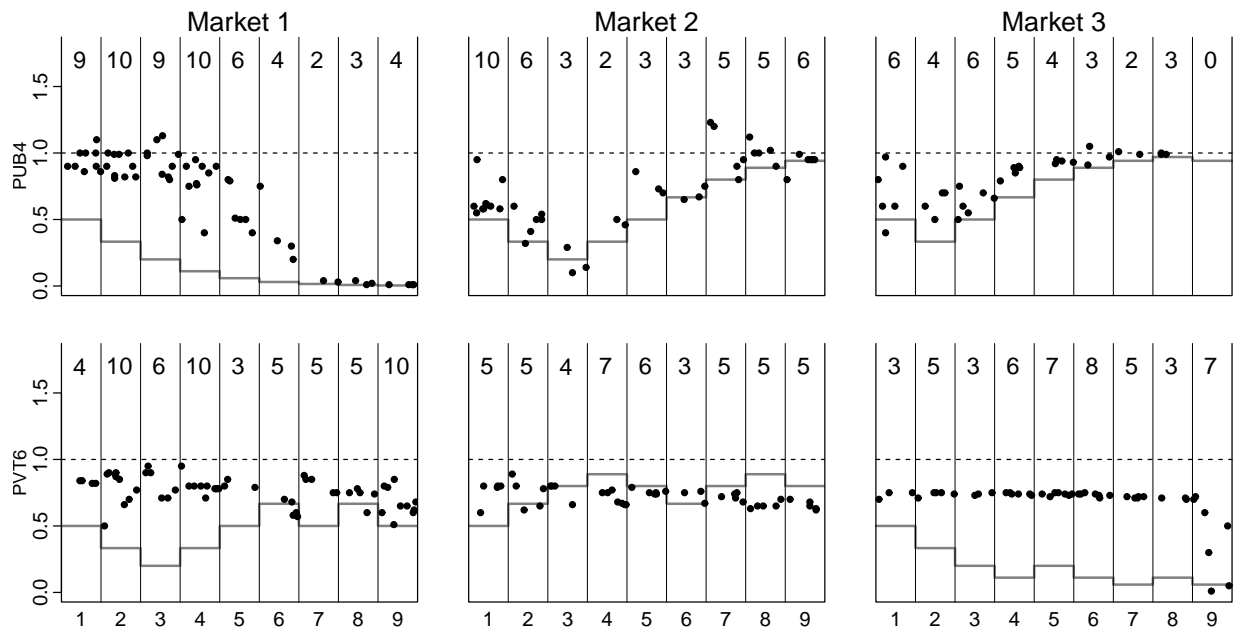 Market 1 Market 2 Market 3
9 10 9 10 6 4 2 3 4
10 6 3 2 3 3 5 5 6
6 4 6 5 4 3 2 3 0
PUB4
1.5
1.0
0.5
0.0
4 10 6 10 3 5 5 5 10
5 5 4 7 6 3 5 5 5
3 5 3 6 7 8 5 3 7
PVT6
1.5
1.0
0.5
0.0
1 2 3 4 5 6 7 8 9
1 2 3 4 5 6 7 8 9
1 2 3 4 5 6 7 8 9